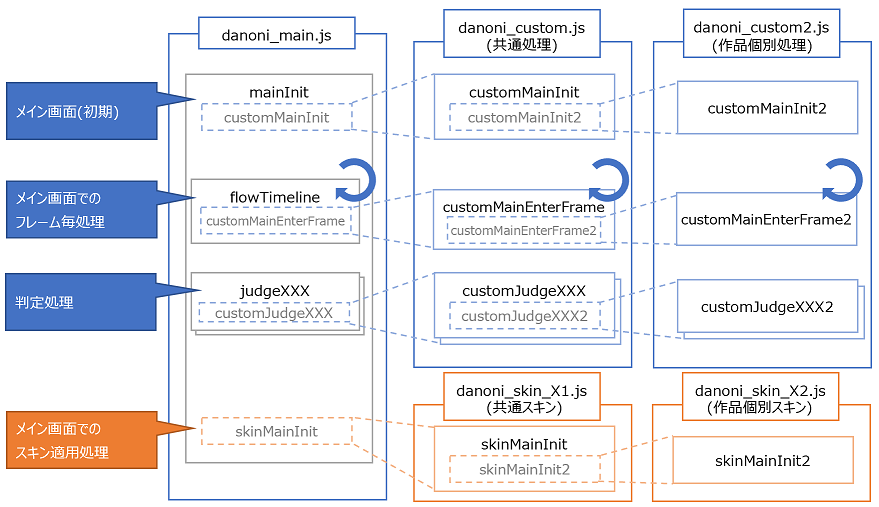 danoni_main.js
danoni_custom.js
(共通処理)
danoni_custom2.js
(作品個別処理)
メイン画面(初期)
mainInit
customMainInit
customMainInit
customMainInit2
customMainInit2
メイン画面での
フレーム毎処理
flowTimeline
customMainEnterFrame
customMainEnterFrame
customMainEnterFrame2
customMainEnterFrame2
判定処理
judgeXXX
customJudgeXXX
customJudgeXXX
customJudgeXXX2
customJudgeXXX2
danoni_skin_X1.js
(共通スキン)
danoni_skin_X2.js
(作品個別スキン)
メイン画面での
スキン適用処理
skinMainInit
skinMainInit
skinMainInit2
skinMainInit2